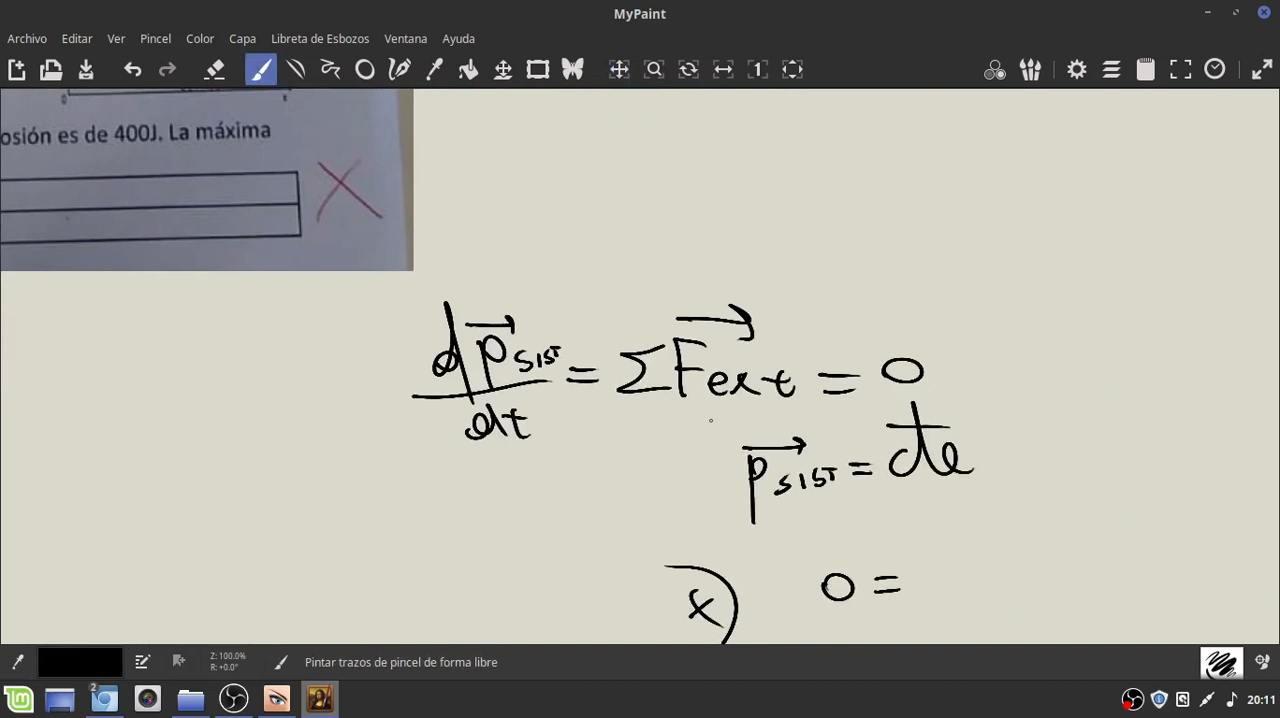 MyPaint
Archivo Editar Ver Pincel Color Capa Libreta de Esbozos Ventana Ayuda
0 x
osión es de 400J. La máxima
d p⃗ SIST / dt = Σ F⃗ext = 0
p⃗ SIST = cte
x) 0 =
Z: 100.0%
R: +0.0°
Pintar trazos de pincel de forma libre
2
20:11